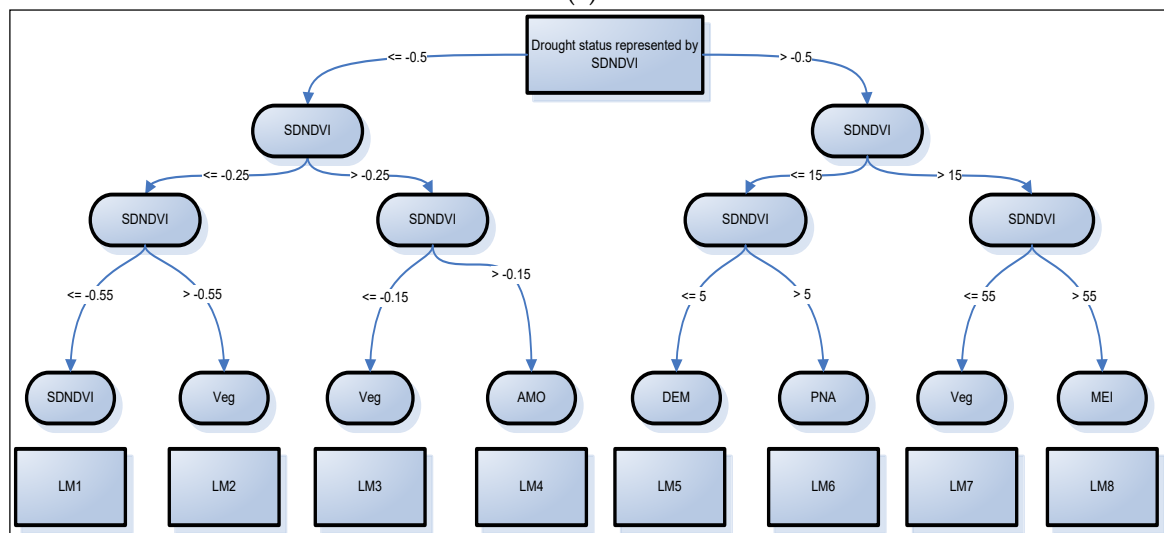 Drought status represented by
SDNDVI
<= -0.5
> -0.5
SDNDVI
SDNDVI
<= -0.25
> -0.25
<= 15
> 15
SDNDVI
SDNDVI
SDNDVI
SDNDVI
<= -0.55
> -0.55
<= -0.15
> -0.15
<= 5
> 5
<= 55
> 55
SDNDVI
Veg
Veg
AMO
DEM
PNA
Veg
MEI
LM1
LM2
LM3
LM4
LM5
LM6
LM7
LM8